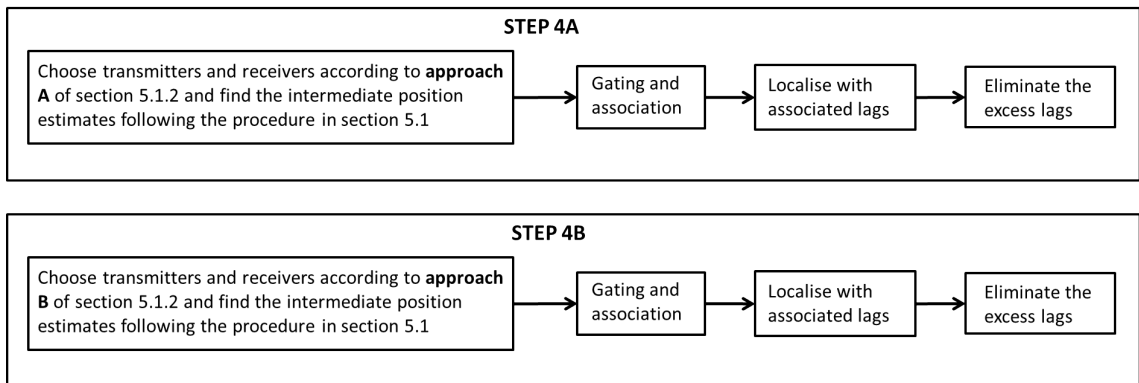 STEP 4A
Choose transmitters and receivers according to approach
A of section 5.1.2 and find the intermediate position
estimates following the procedure in section 5.1
Gating and
association
Localise with
associated lags
Eliminate the
excess lags
STEP 4B
Choose transmitters and receivers according to approach
B of section 5.1.2 and find the intermediate position
estimates following the procedure in section 5.1
Gating and
association
Localise with
associated lags
Eliminate the
excess lags